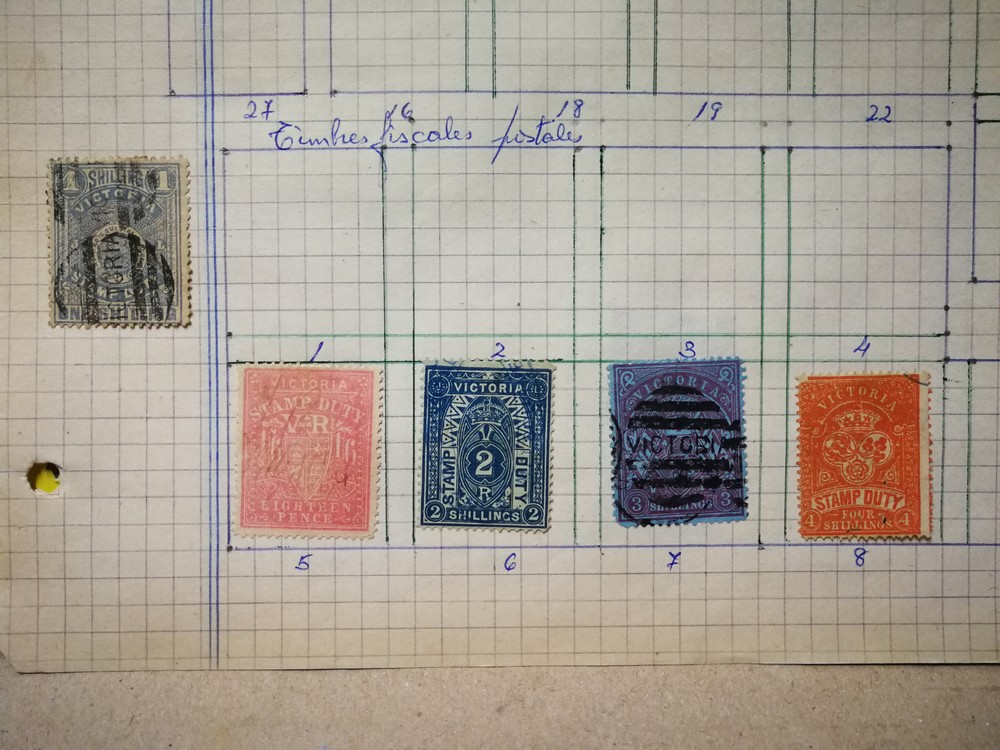 27 16 18 19 22
Timbres fiscales postales
1 SHILLING 1
VICTORIA
1 2 3 4
VICTORIA
STAMP DUTY
V R
1/6 1/6
EIGHTEEN
PENCE
VICTORIA
STAMP DUTY
V
2
R
2 SHILLINGS 2
VICTORIA
VICTORIA
3 SHILLINGS 3
VICTORIA
STAMP DUTY
4 FOUR 4
SHILLINGS
5 6 7 8